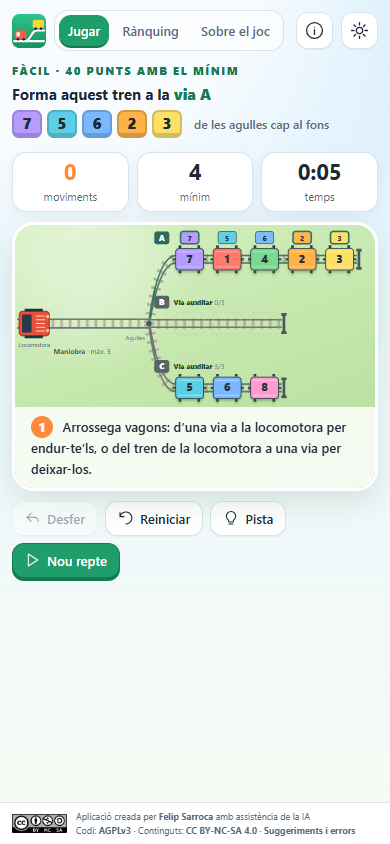 Jugar Rànquing Sobre el joc
FÀCIL · 40 PUNTS AMB EL MÍNIM
Forma aquest tren a la via A
7 5 6 2 3 de les agulles cap al fons
0 4 0:05
moviments mínim temps
A 7 5 6 2 3
7 1 4 2 3
B Via auxiliar 0/3
Locomotora Agulles
Maniobra · màx. 3
C Via auxiliar 3/3
5 6 8
1 Arrossega vagons: d'una via a la locomotora per
endur-te'ls, o del tren de la locomotora a una via per
deixar-los.
Desfer Reiniciar Pista
Nou repte
CC BY NC SA
Aplicació creada per Felip Sarroca amb assistència de la IA
Codi: AGPLv3 · Continguts: CC BY-NC-SA 4.0 · Suggeriments i errors